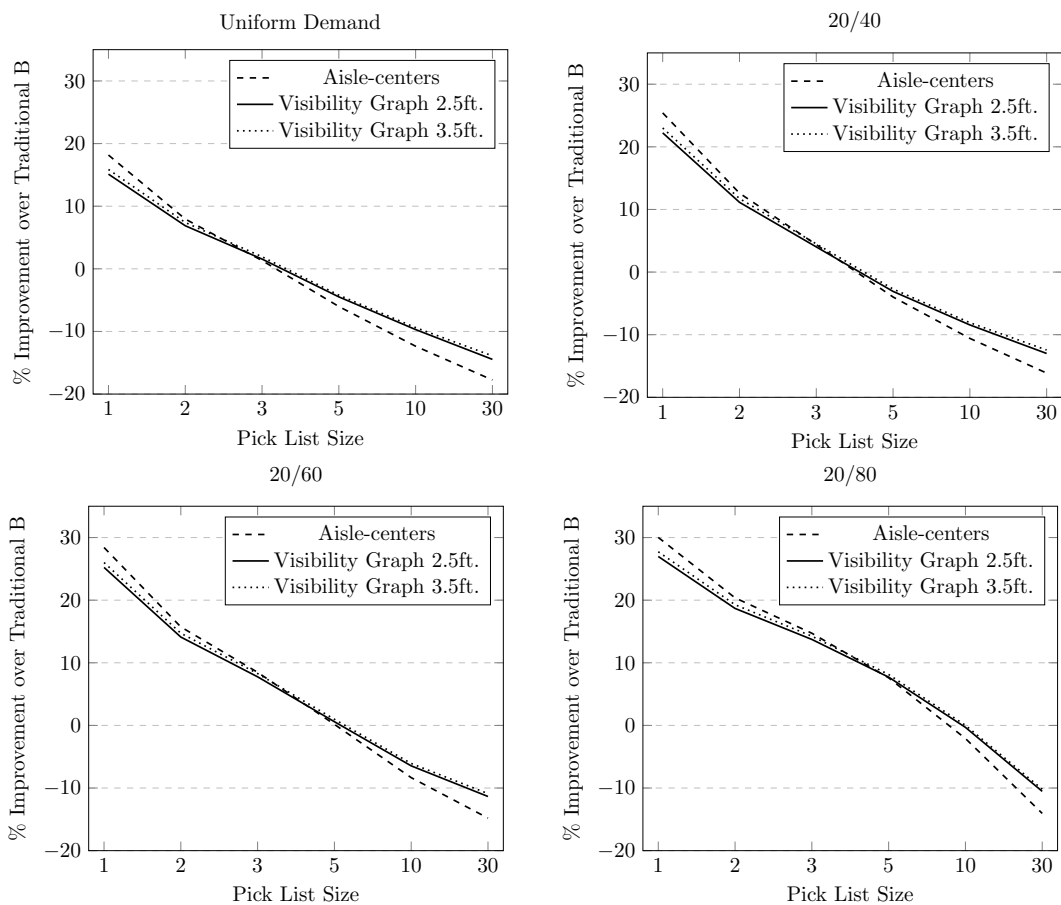 Uniform Demand
% Improvement over Traditional B
30
20
10
0
−10
−20
Aisle-centers
Visibility Graph 2.5ft.
Visibility Graph 3.5ft.
1 2 3 5 10 30
Pick List Size
20/40
% Improvement over Traditional B
30
20
10
0
−10
−20
Aisle-centers
Visibility Graph 2.5ft.
Visibility Graph 3.5ft.
1 2 3 5 10 30
Pick List Size
20/60
% Improvement over Traditional B
30
20
10
0
−10
−20
Aisle-centers
Visibility Graph 2.5ft.
Visibility Graph 3.5ft.
1 2 3 5 10 30
Pick List Size
20/80
% Improvement over Traditional B
30
20
10
0
−10
−20
Aisle-centers
Visibility Graph 2.5ft.
Visibility Graph 3.5ft.
1 2 3 5 10 30
Pick List Size